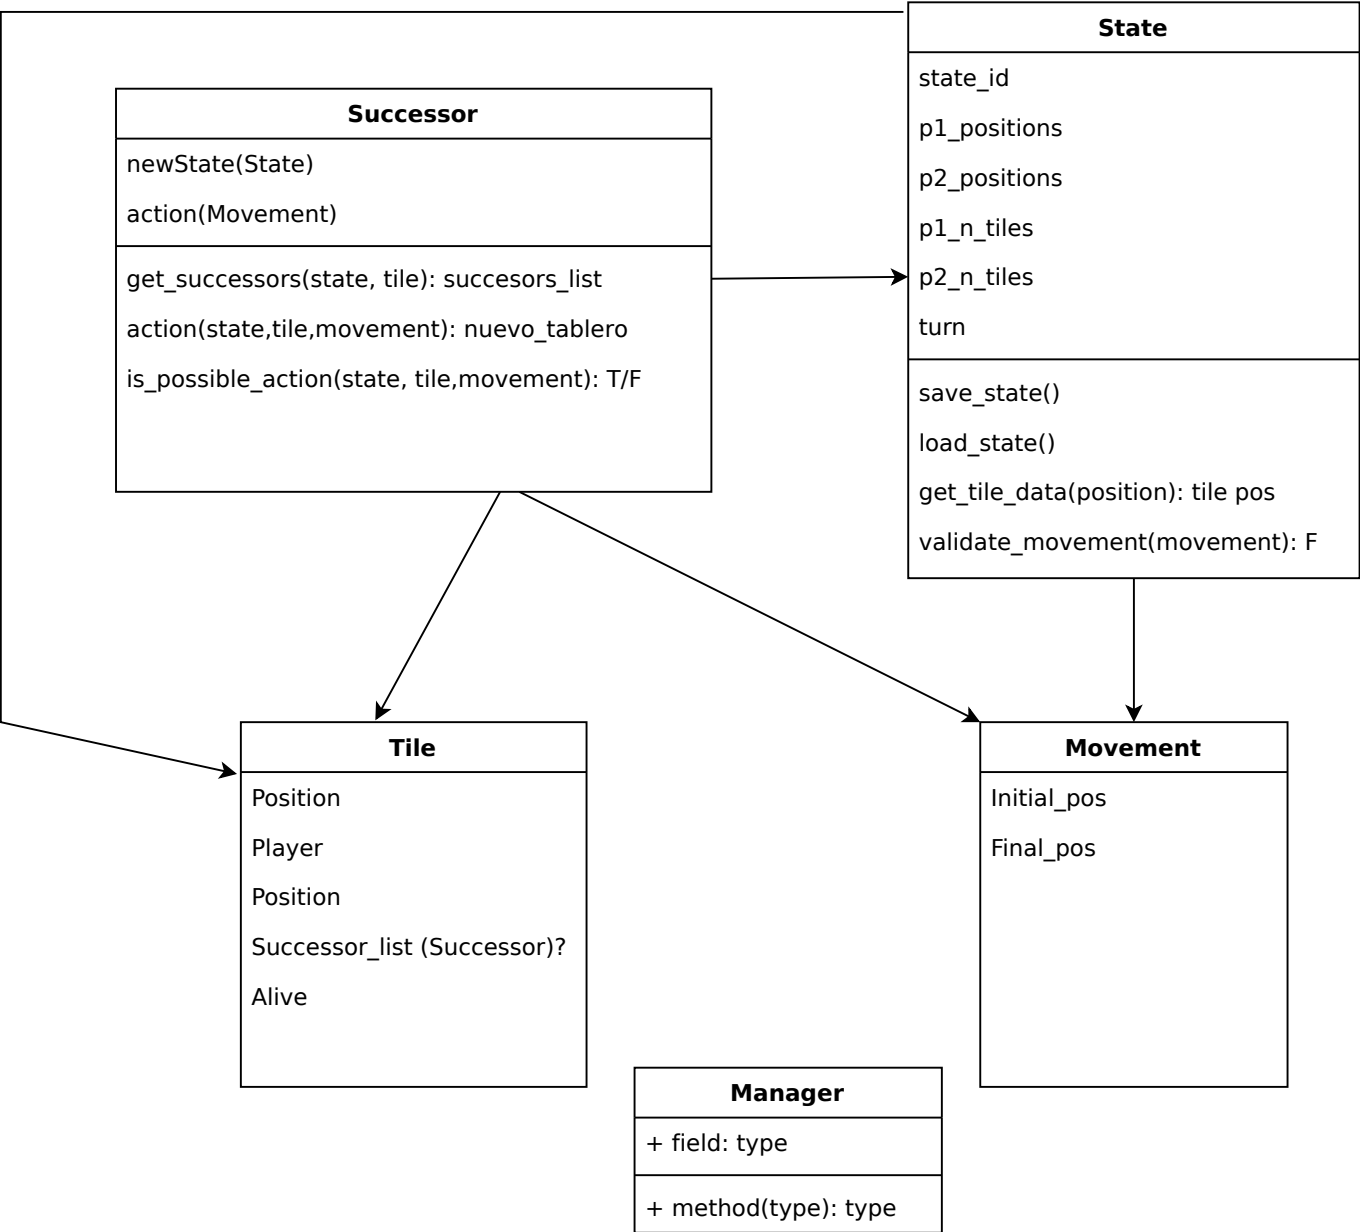 State
state_id
p1_positions
p2_positions
p1_n_tiles
p2_n_tiles
turn
save_state()
load_state()
get_tile_data(position): tile pos
validate_movement(movement): F
Successor
newState(State)
action(Movement)
get_successors(state, tile): succesors_list
action(state,tile,movement): nuevo_tablero
is_possible_action(state, tile,movement): T/F
Tile
Position
Player
Position
Successor_list (Successor)?
Alive
Movement
Initial_pos
Final_pos
Manager
+ field: type
+ method(type): type